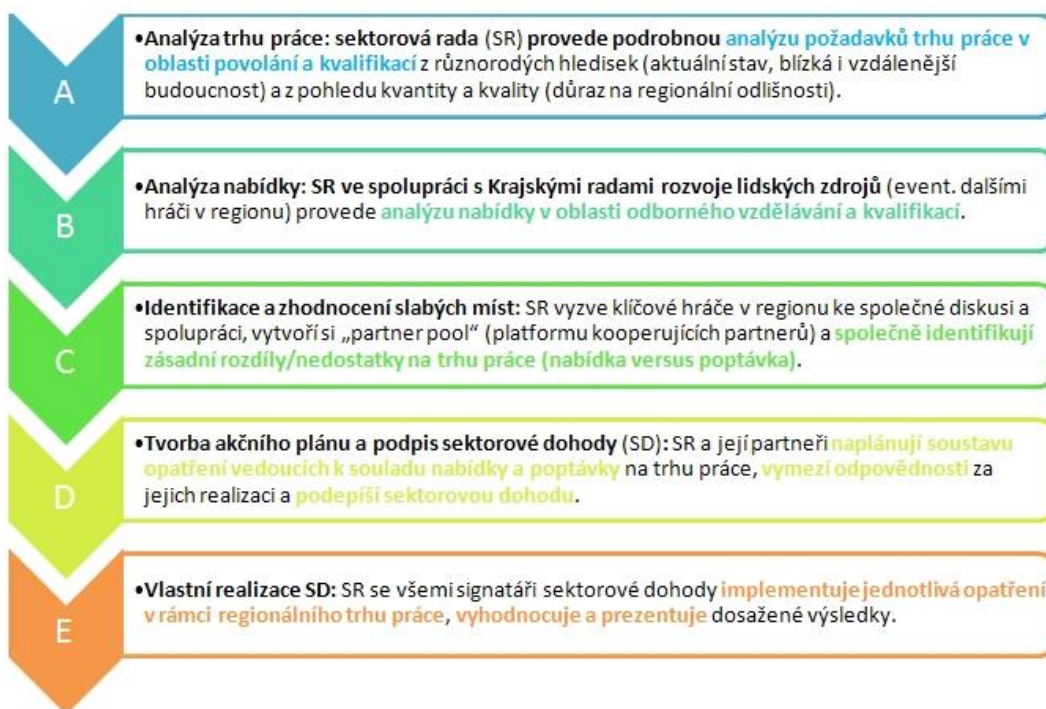 A
•Analýza trhu práce: sektorová rada (SR) provede podrobnou analýzu požadavků trhu práce v
oblasti povolání a kvalifikací z různorodých hledisek (aktuální stav, blízká i vzdálenější
budoucnost) a z pohledu kvantity a kvality (důraz na regionální odlišnosti).
B
•Analýza nabídky: SR ve spolupráci s Krajskými radami rozvoje lidských zdrojů (event. dalšími
hráči v regionu) provede analýzu nabídky v oblasti odborného vzdělávání a kvalifikací.
C
•Identifikace a zhodnocení slabých míst: SR vyzve klíčové hráče v regionu ke společné diskusi a
spolupráci, vytvoří si „partner pool“ (platformu kooperujících partnerů) a společně identifikují
zásadní rozdíly/nedostatky na trhu práce (nabídka versus poptávka).
D
•Tvorba akčního plánu a podpis sektorové dohody (SD): SR a její partneři naplánují soustavu
opatření vedoucích k souladu nabídky a poptávky na trhu práce, vymezí odpovědnosti za
jejich realizaci a podepíší sektorovou dohodu.
E
•Vlastní realizace SD: SR se všemi signatáři sektorové dohody implementuje jednotlivá opatření
v rámci regionálního trhu práce, vyhodnocuje a prezentuje dosažené výsledky.